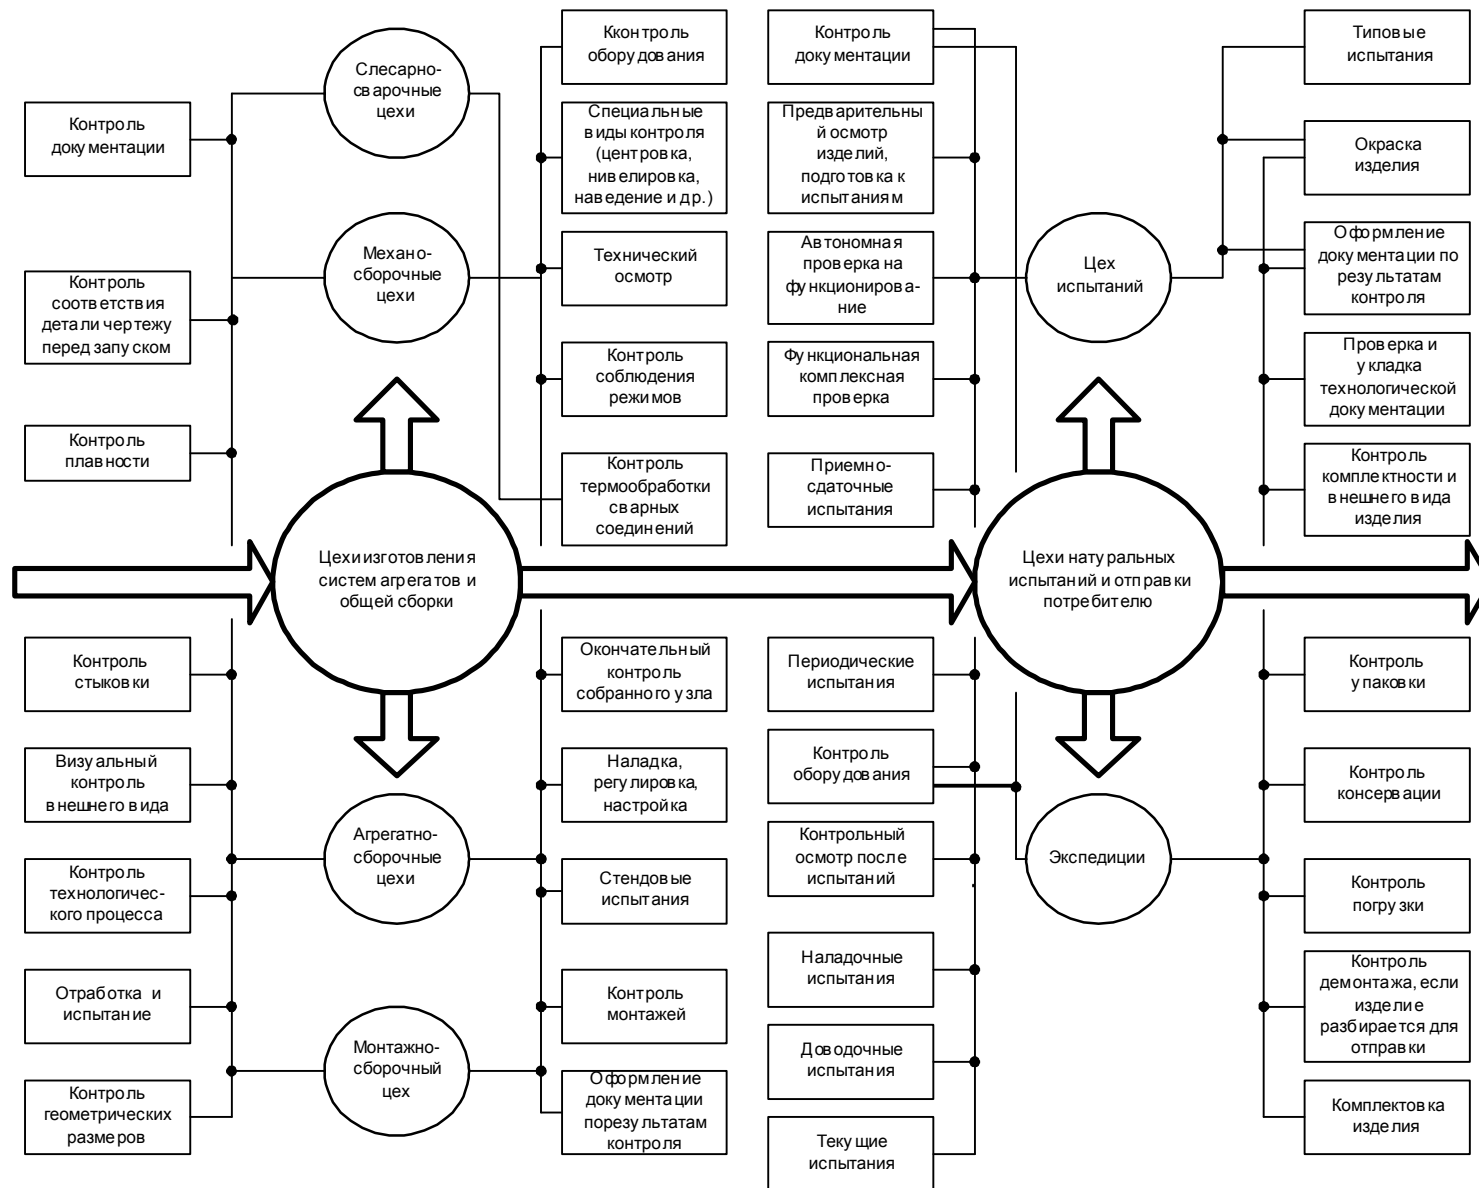 Слесарно-
сварочные
цехи
Контроль
документации
Механо-
сборочные
цехи
Контроль
соответствия
детали чертежу
перед запуском
Контроль
плавности
Цехи изготовления
систем агрегатов и
общей сборки
Контроль
стыковки
Визуальный
контроль
внешнего вида
Агрегатно-
сборочные
цехи
Контроль
технологичес-
кого процесса
Отработка и
испытание
Монтажно-
сборочный
цех
Контроль
геометрических
размеров
Кконтроль
оборудования
Специальные
виды контроля
(центровка,
нивелировка,
наведение и др.)
Технический
осмотр
Контроль
соблюдения
режимов
Контроль
термообработки
сварных
соединений
Окончательный
контроль
собранного узла
Наладка,
регулировка,
настройка
Стендовые
испытания
Контроль
монтажей
Оформление
документации
порезультатам
контроля
Контроль
документации
Предварительны
й осмотр
изделий,
подготовка к
испытаниям
Автономная
проверка на
функционирова-
ние
Функциональная
комплексная
проверка
Приемно-
сдаточные
испытания
Периодические
испытания
Контроль
оборудования
Контрольный
осмотр после
испытаний
Наладочные
испытания
Доводочные
испытания
Текущие
испытания
Цех
испытаний
Цехи натуральных
испытаний и отправки
потребителю
Экспедиции
Типовые
испытания
Окраска
изделия
Оформление
документации по
результатам
контроля
Проверка и
укладка
технологической
документации
Контроль
комплектности и
внешнего вида
изделия
Контроль
упаковки
Контроль
консервации
Контроль
погрузки
Контроль
демонтажа, если
изделие
разбирается для
отправки
Комплектовка
изделия